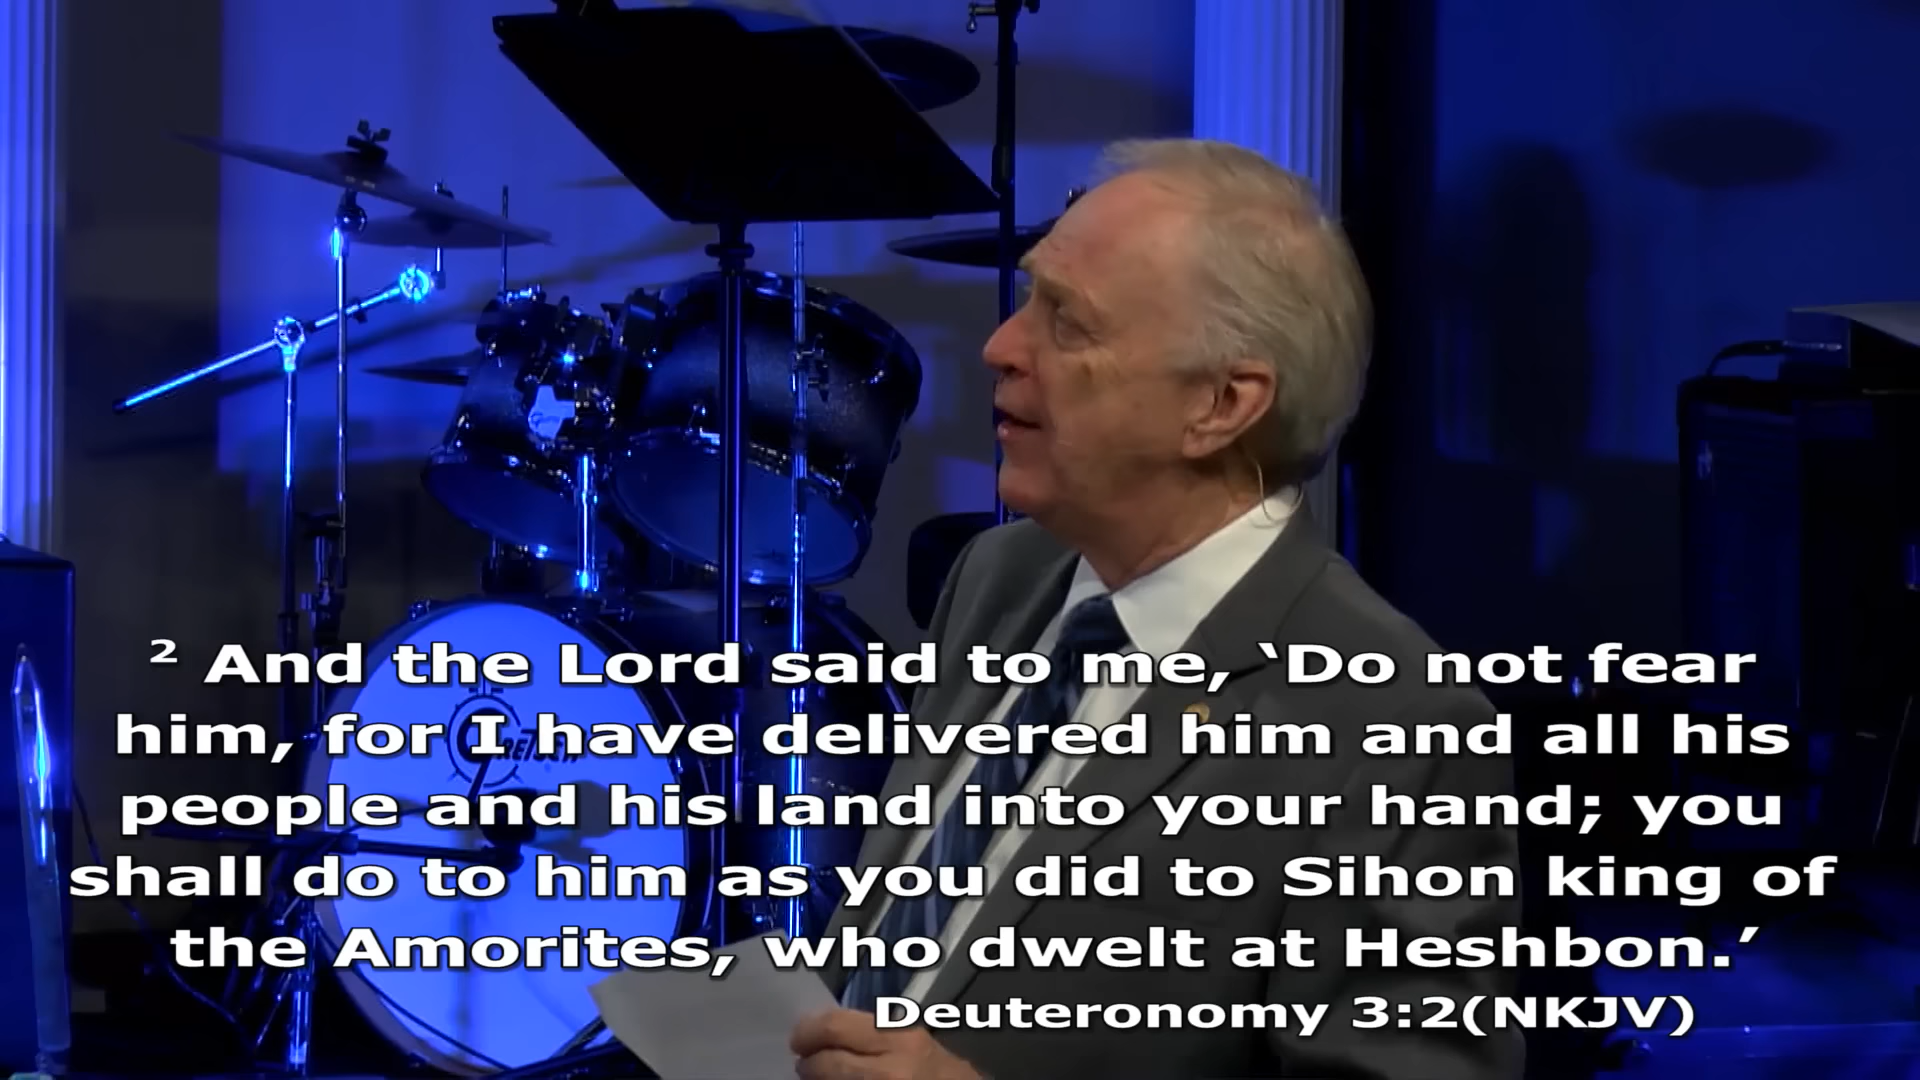 ² And the Lord said to me, ‘Do not fear
him, for I have delivered him and all his
people and his land into your hand; you
shall do to him as you did to Sihon king of
the Amorites, who dwelt at Heshbon.’
Deuteronomy 3:2(NKJV)
GRETSCH